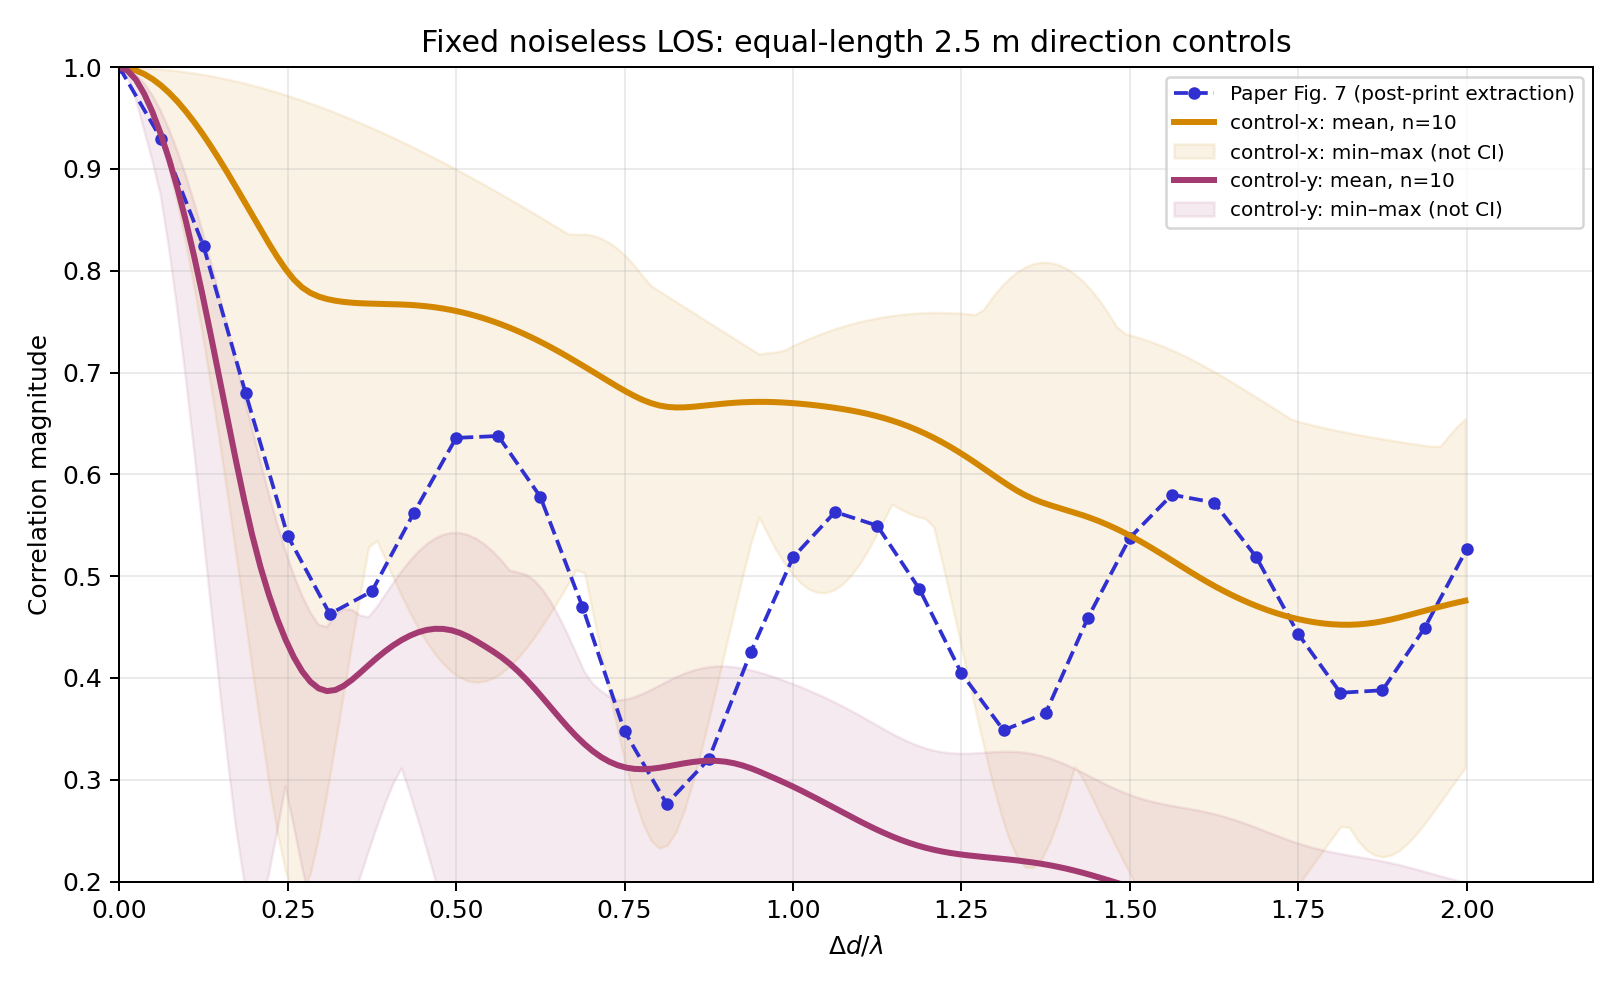 Fixed noiseless LOS: equal-length 2.5 m direction controls
Correlation magnitude
1.0
0.9
0.8
0.7
0.6
0.5
0.4
0.3
0.2
Paper Fig. 7 (post-print extraction)
control-x: mean, n=10
control-x: min–max (not CI)
control-y: mean, n=10
control-y: min–max (not CI)
0.00 0.25 0.50 0.75 1.00 1.25 1.50 1.75 2.00
Δd/λ